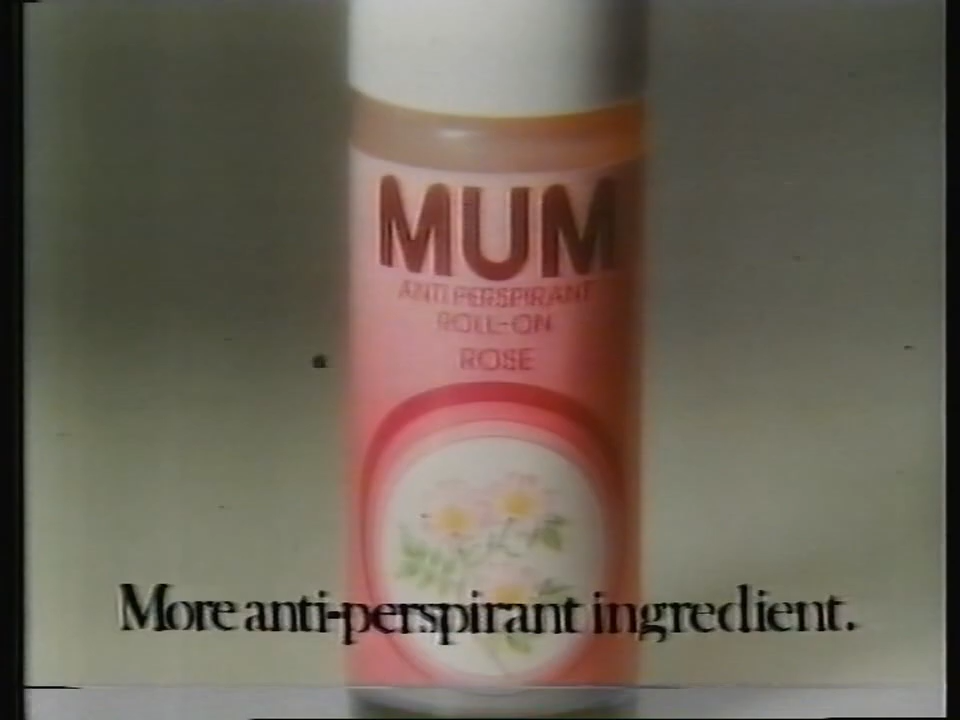 MUM
ANTI PERSPIRANT
ROLL-ON
ROSE
More anti-perspirant ingredient.